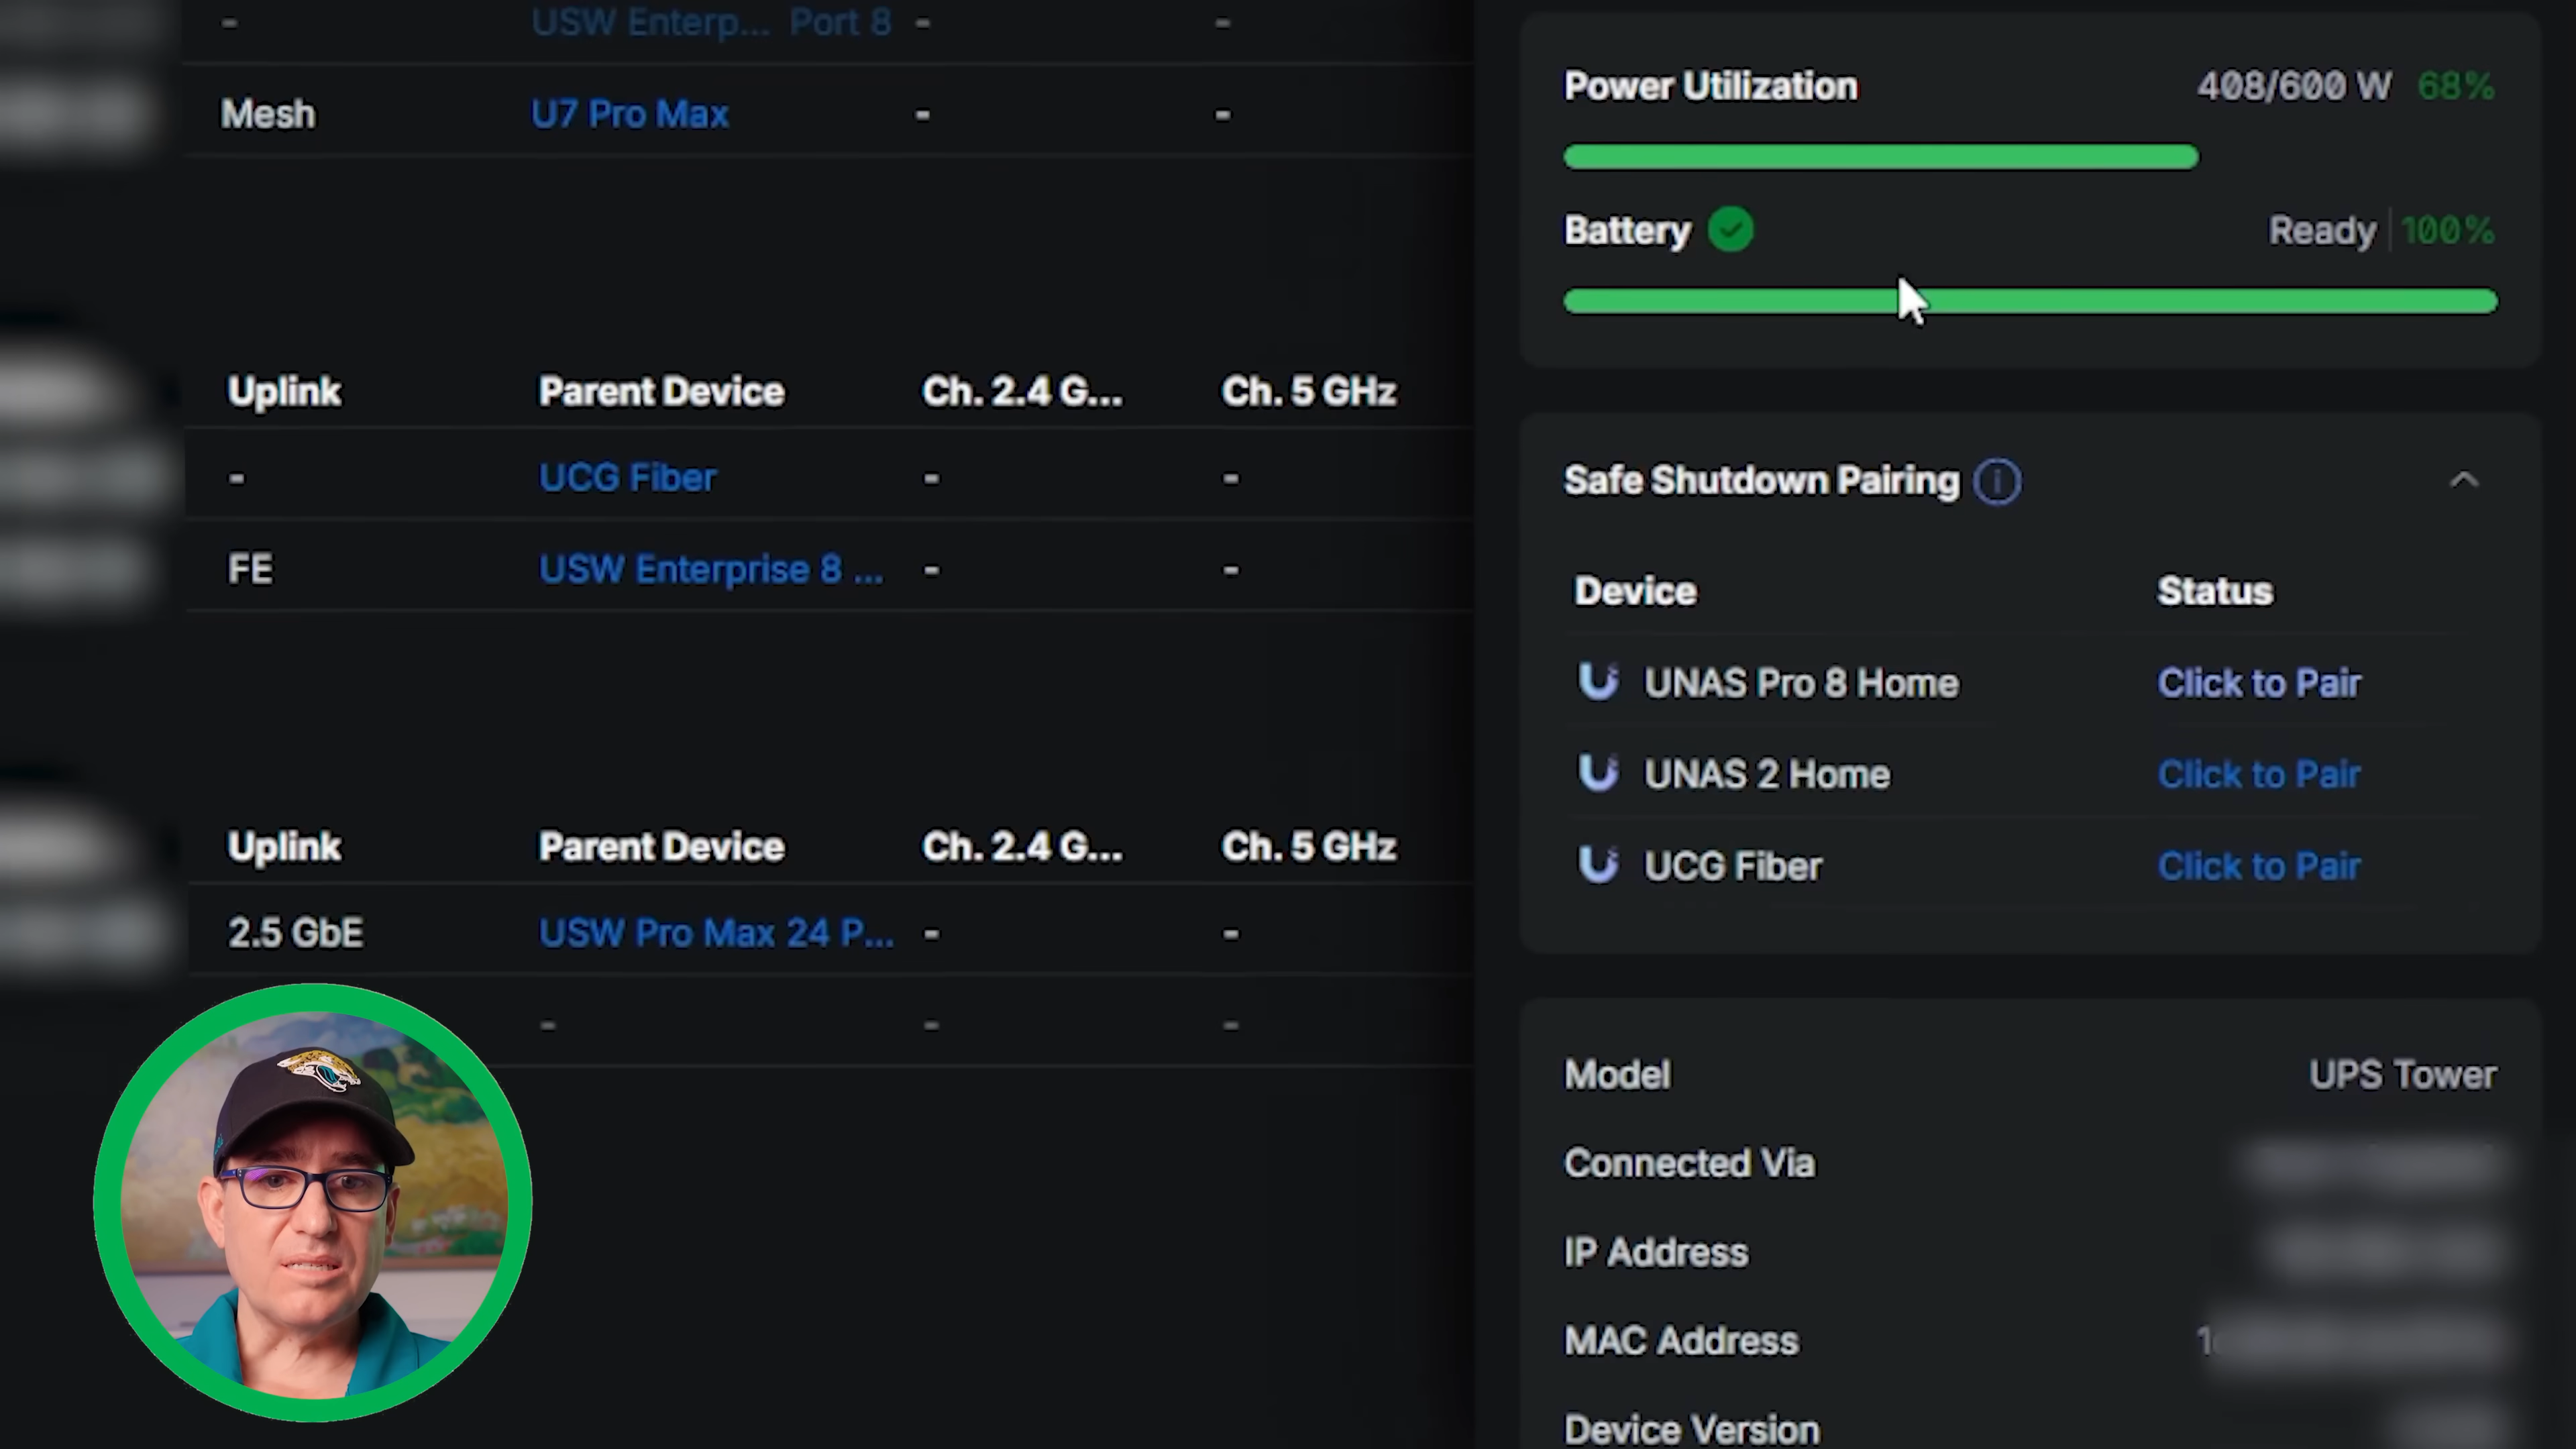 - USW Enterp... Port 8 - -
Mesh U7 Pro Max - -
Uplink Parent Device Ch. 2.4 G... Ch. 5 GHz
- UCG Fiber - -
FE USW Enterprise 8 ... - -
Uplink Parent Device Ch. 2.4 G... Ch. 5 GHz
2.5 GbE USW Pro Max 24 P... - -
- - -
Power Utilization 408/600 W 68%
Battery Ready 100%
Safe Shutdown Pairing
Device Status
UNAS Pro 8 Home Click to Pair
UNAS 2 Home Click to Pair
UCG Fiber Click to Pair
Model UPS Tower
Connected Via
IP Address
MAC Address
Device Version